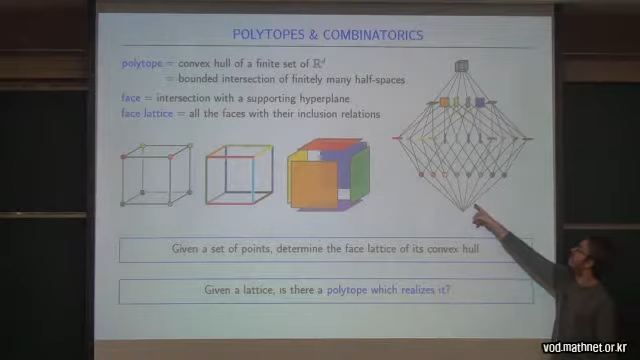 POLYTOPES & COMBINATORICS
polytope = convex hull of a finite set of ℝᵈ
= bounded intersection of finitely many half-spaces
face = intersection with a supporting hyperplane
face lattice = all the faces with their inclusion relations
Given a set of points, determine the face lattice of its convex hull
Given a lattice, is there a polytope which realizes it?
vod.mathnet.or.kr